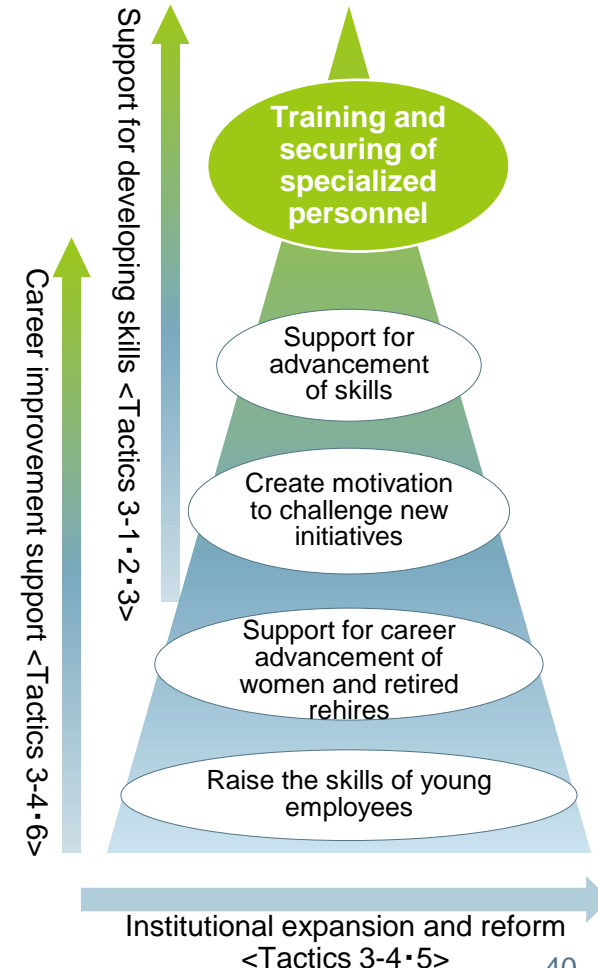 Support for developing skills <Tactics 3-1・2・3>
Career improvement support <Tactics 3-4・6>
Training and
securing of
specialized
personnel
Support for
advancement
of skills
Create motivation
to challenge new
initiatives
Support for career
advancement of
women and retired
rehires
Raise the skills of young
employees
Institutional expansion and reform
<Tactics 3-4・5>
40